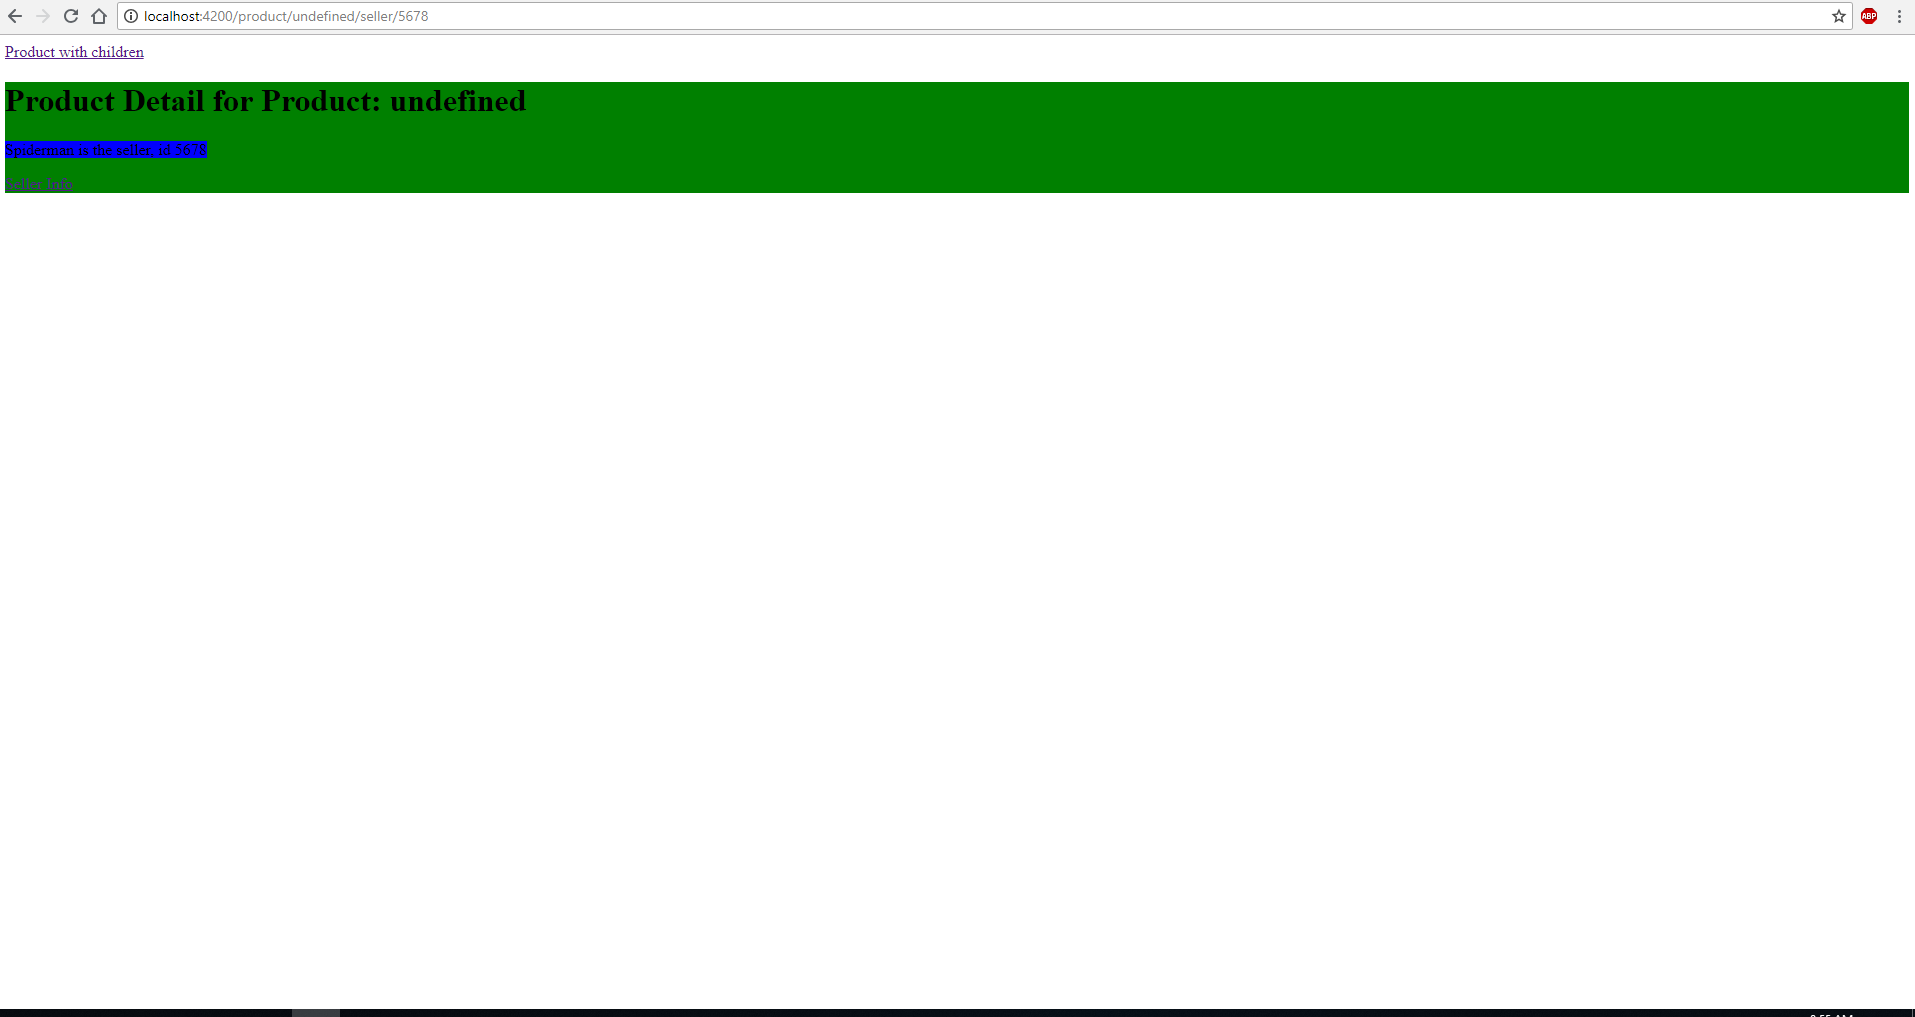 localhost:4200/product/undefined/seller/5678
ABP
Product with children
Product Detail for Product: undefined
Spiderman is the seller, id 5678
Seller Info